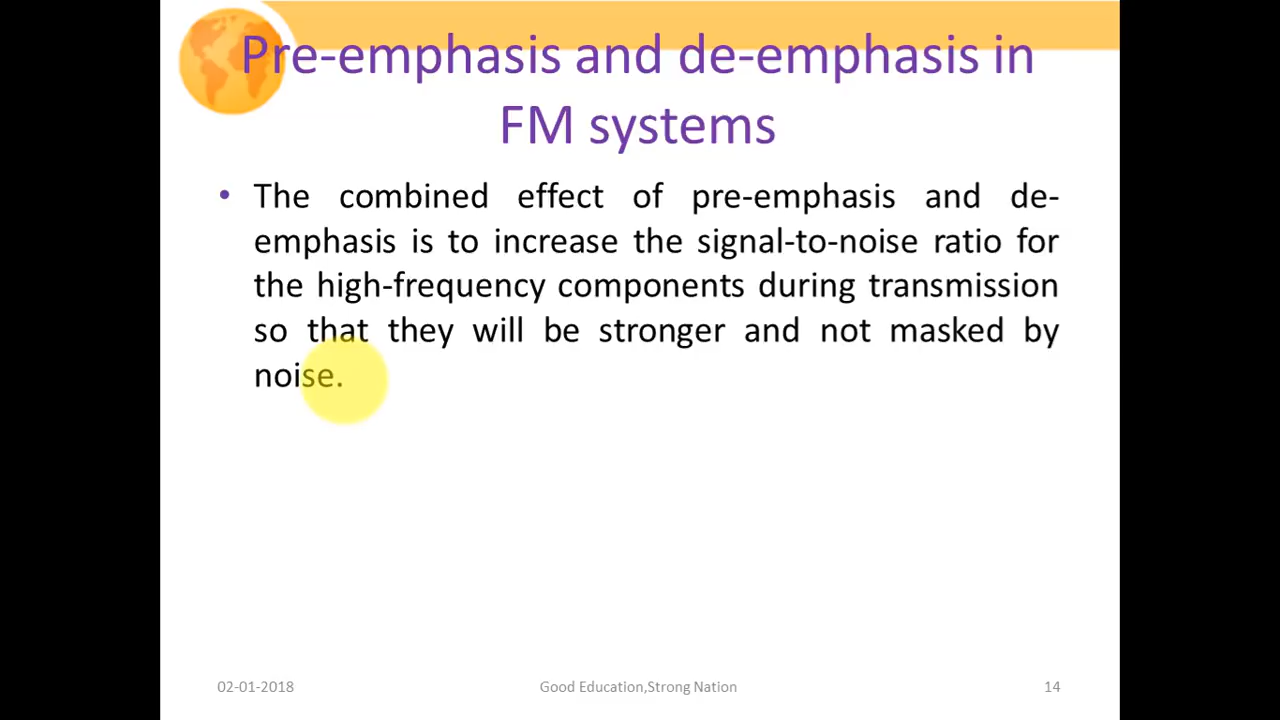 Pre-emphasis and de-emphasis in
FM systems
• The combined effect of pre-emphasis and de-
emphasis is to increase the signal-to-noise ratio for
the high-frequency components during transmission
so that they will be stronger and not masked by
noise.
02-01-2018 Good Education,Strong Nation 14